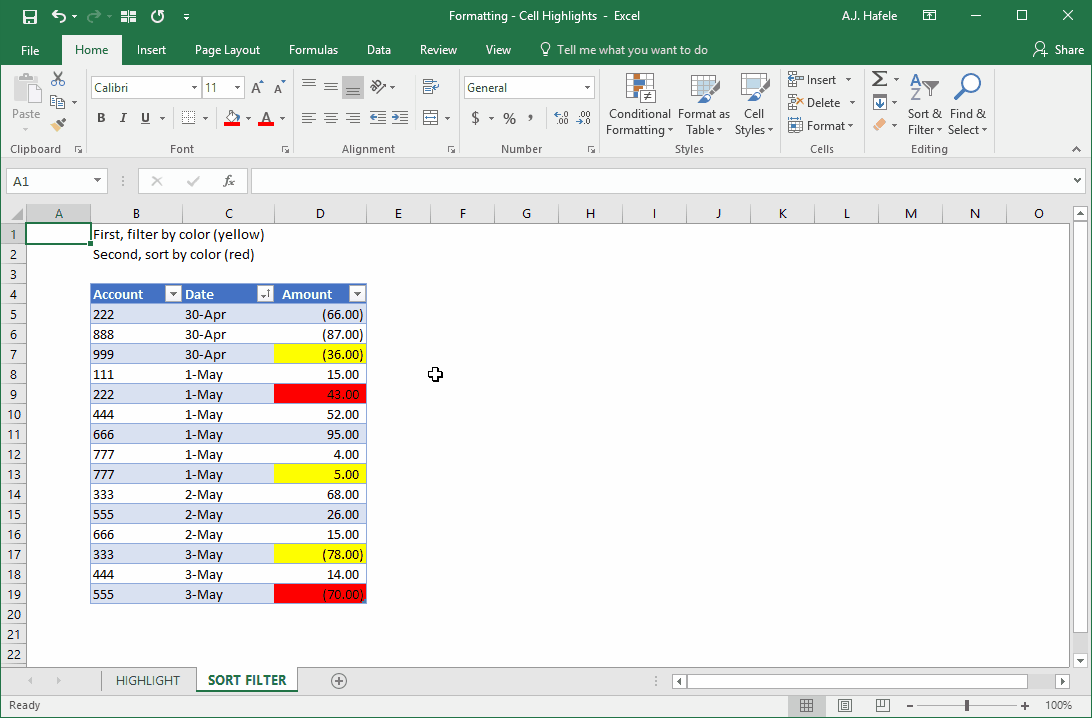 Formatting - Cell Highlights - Excel
A.J. Hafele
File Home Insert Page Layout Formulas Data Review View Tell me what you want to do Share
Paste
Calibri 11
A A
B I U A
General
$ % , .0 .00 .00 .0
Conditional Formatting
Format as Table
Cell Styles
Insert
Delete
Format
Σ
A Z
Sort & Filter
Find & Select
Clipboard Font Alignment Number Styles Cells Editing
A1 fx
A B C D E F G H I J K L M N O
1 First, filter by color (yellow)
2 Second, sort by color (red)
3
4 Account Date Amount
5 222 30-Apr (66.00)
6 888 30-Apr (87.00)
7 999 30-Apr (36.00)
8 111 1-May 15.00
9 222 1-May 43.00
10 444 1-May 52.00
11 666 1-May 95.00
12 777 1-May 4.00
13 777 1-May 5.00
14 333 2-May 68.00
15 555 2-May 26.00
16 666 2-May 15.00
17 333 3-May (78.00)
18 444 3-May 14.00
19 555 3-May (70.00)
20
21
22
HIGHLIGHT SORT FILTER
Ready 100%